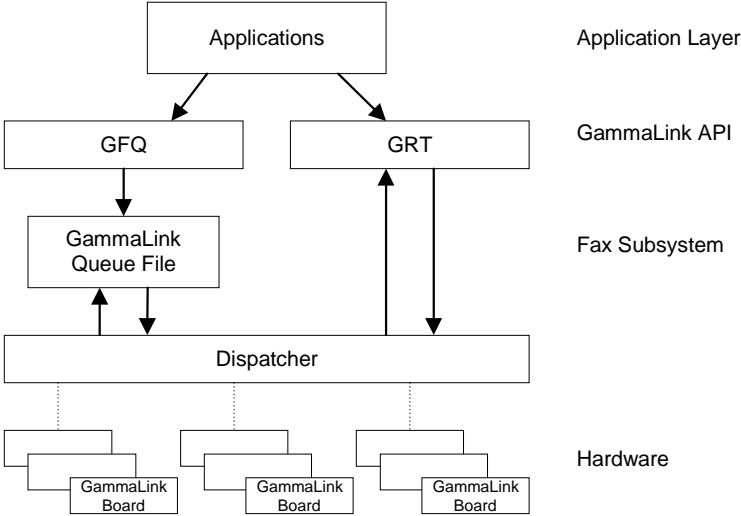 Applications
Application Layer
GFQ
GRT
GammaLink API
GammaLink
Queue File
Fax Subsystem
Dispatcher
Hardware
GammaLink
Board
GammaLink
Board
GammaLink
Board